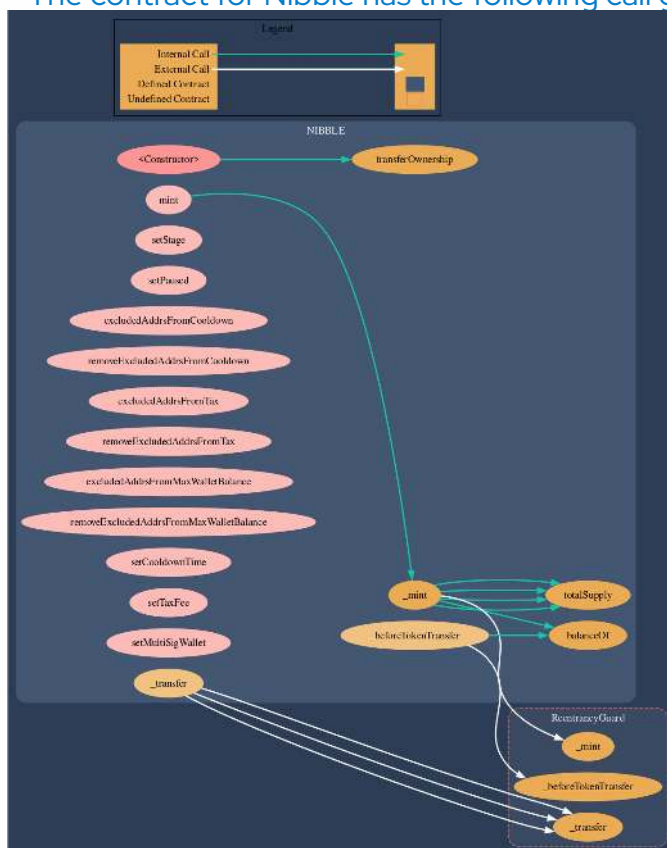 The contract for Nibble has the following call g
Legend
Internal Call
External Call
Defined Contract
Undefined Contract
NIBBLE
<Constructor>
transferOwnership
mint
setStage
setPaused
excludedAddrsFromCooldown
removeExcludedAddrsFromCooldown
excludedAddrsFromTax
removeExcludedAddrsFromTax
excludedAddrsFromMaxWalletBalance
removeExcludedAddrsFromMaxWalletBalance
setCooldownTime
_mint
totalSupply
setTaxFee
setMultiSigWallet
_beforeTokenTransfer
balanceOf
_transfer
ReentrancyGuard
_mint
_beforeTokenTransfer
_transfer